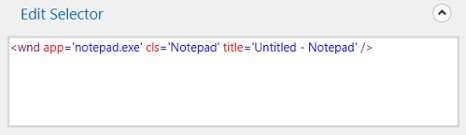 Edit Selector
<wnd app='notepad.exe' cls='Notepad' title='Untitled - Notepad' />